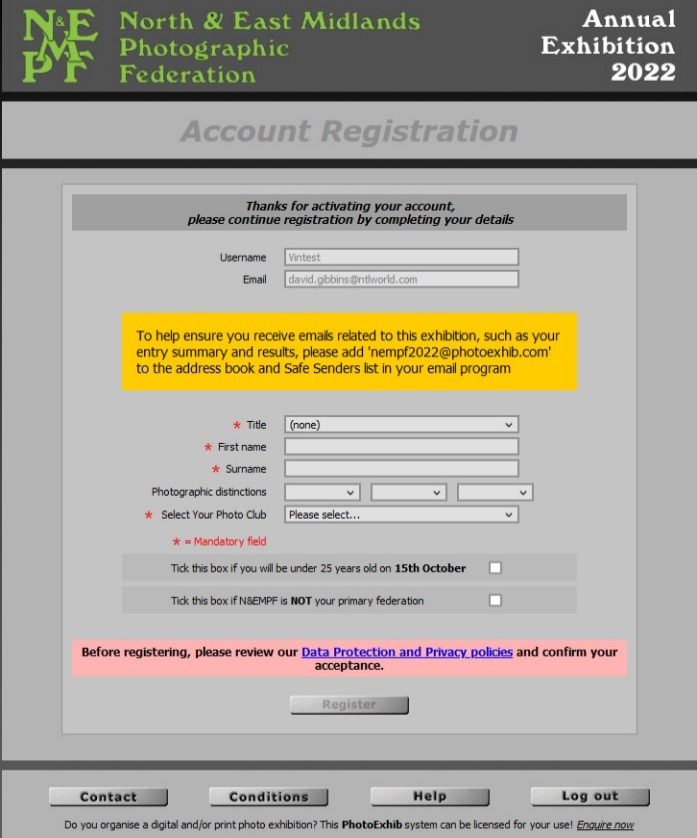 N&EMPF
North & East Midlands
Photographic
Federation
Annual
Exhibition
2022
Account Registration
Thanks for activating your account,
please continue registration by completing your details
Username Vintest
Email david.gibbins@ntlworld.com
To help ensure you receive emails related to this exhibition, such as your
entry summary and results, please add 'nempf2022@photoexhib.com'
to the address book and Safe Senders list in your email program
* Title (none)
* First name
* Surname
Photographic distinctions
* Select Your Photo Club Please select...
* = Mandatory field
Tick this box if you will be under 25 years old on 15th October
Tick this box if N&EMPF is NOT your primary federation
Before registering, please review our Data Protection and Privacy policies and confirm your
acceptance.
Register
Contact Conditions Help Log out
Do you organise a digital and/or print photo exhibition? This PhotoExhib system can be licensed for your use! Enquire now